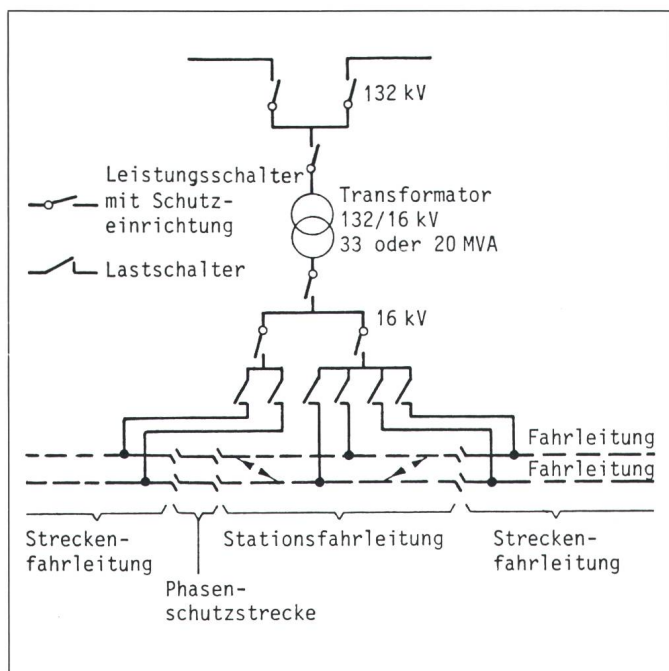 132 kV
Leistungsschalter
mit Schutz-
einrichtung
Transformator
132/16 kV
33 oder 20 MVA
Lastschalter
16 kV
Fahrleitung
Fahrleitung
Strecken-
fahrleitung
Stationsfahrleitung
Strecken-
fahrleitung
Phasen-
schutzstrecke